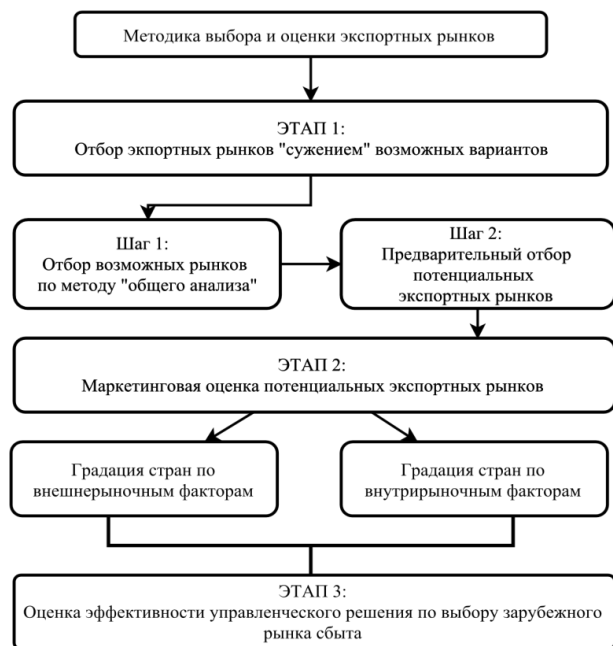 Методика выбора и оценки экспортных рынков
ЭТАП 1:
Отбор экпортных рынков "сужением" возможных вариантов
Шаг 1:
Отбор возможных рынков
по методу "общего анализа"
Шаг 2:
Предварительный отбор
потенциальных
экспортных рынков
ЭТАП 2:
Маркетинговая оценка потенциальных экспортных рынков
Градация стран по
внешнерыночным факторам
Градация стран по
внутрирыночным факторам
ЭТАП 3:
Оценка эффективности управленческого решения по выбору зарубежного
рынка сбыта